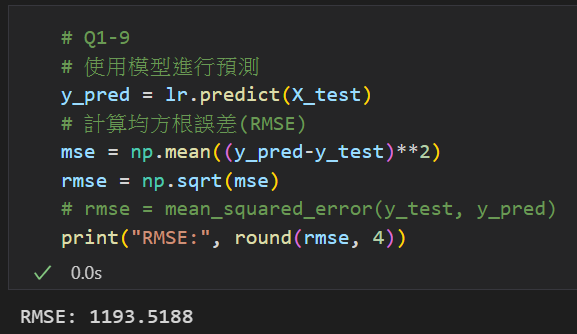 # Q1-9
# 使用模型進行預測
y_pred = lr.predict(X_test)
# 計算均方根誤差(RMSE)
mse = np.mean((y_pred-y_test)**2)
rmse = np.sqrt(mse)
# rmse = mean_squared_error(y_test, y_pred)
print("RMSE:", round(rmse, 4))
0.0s
RMSE: 1193.5188